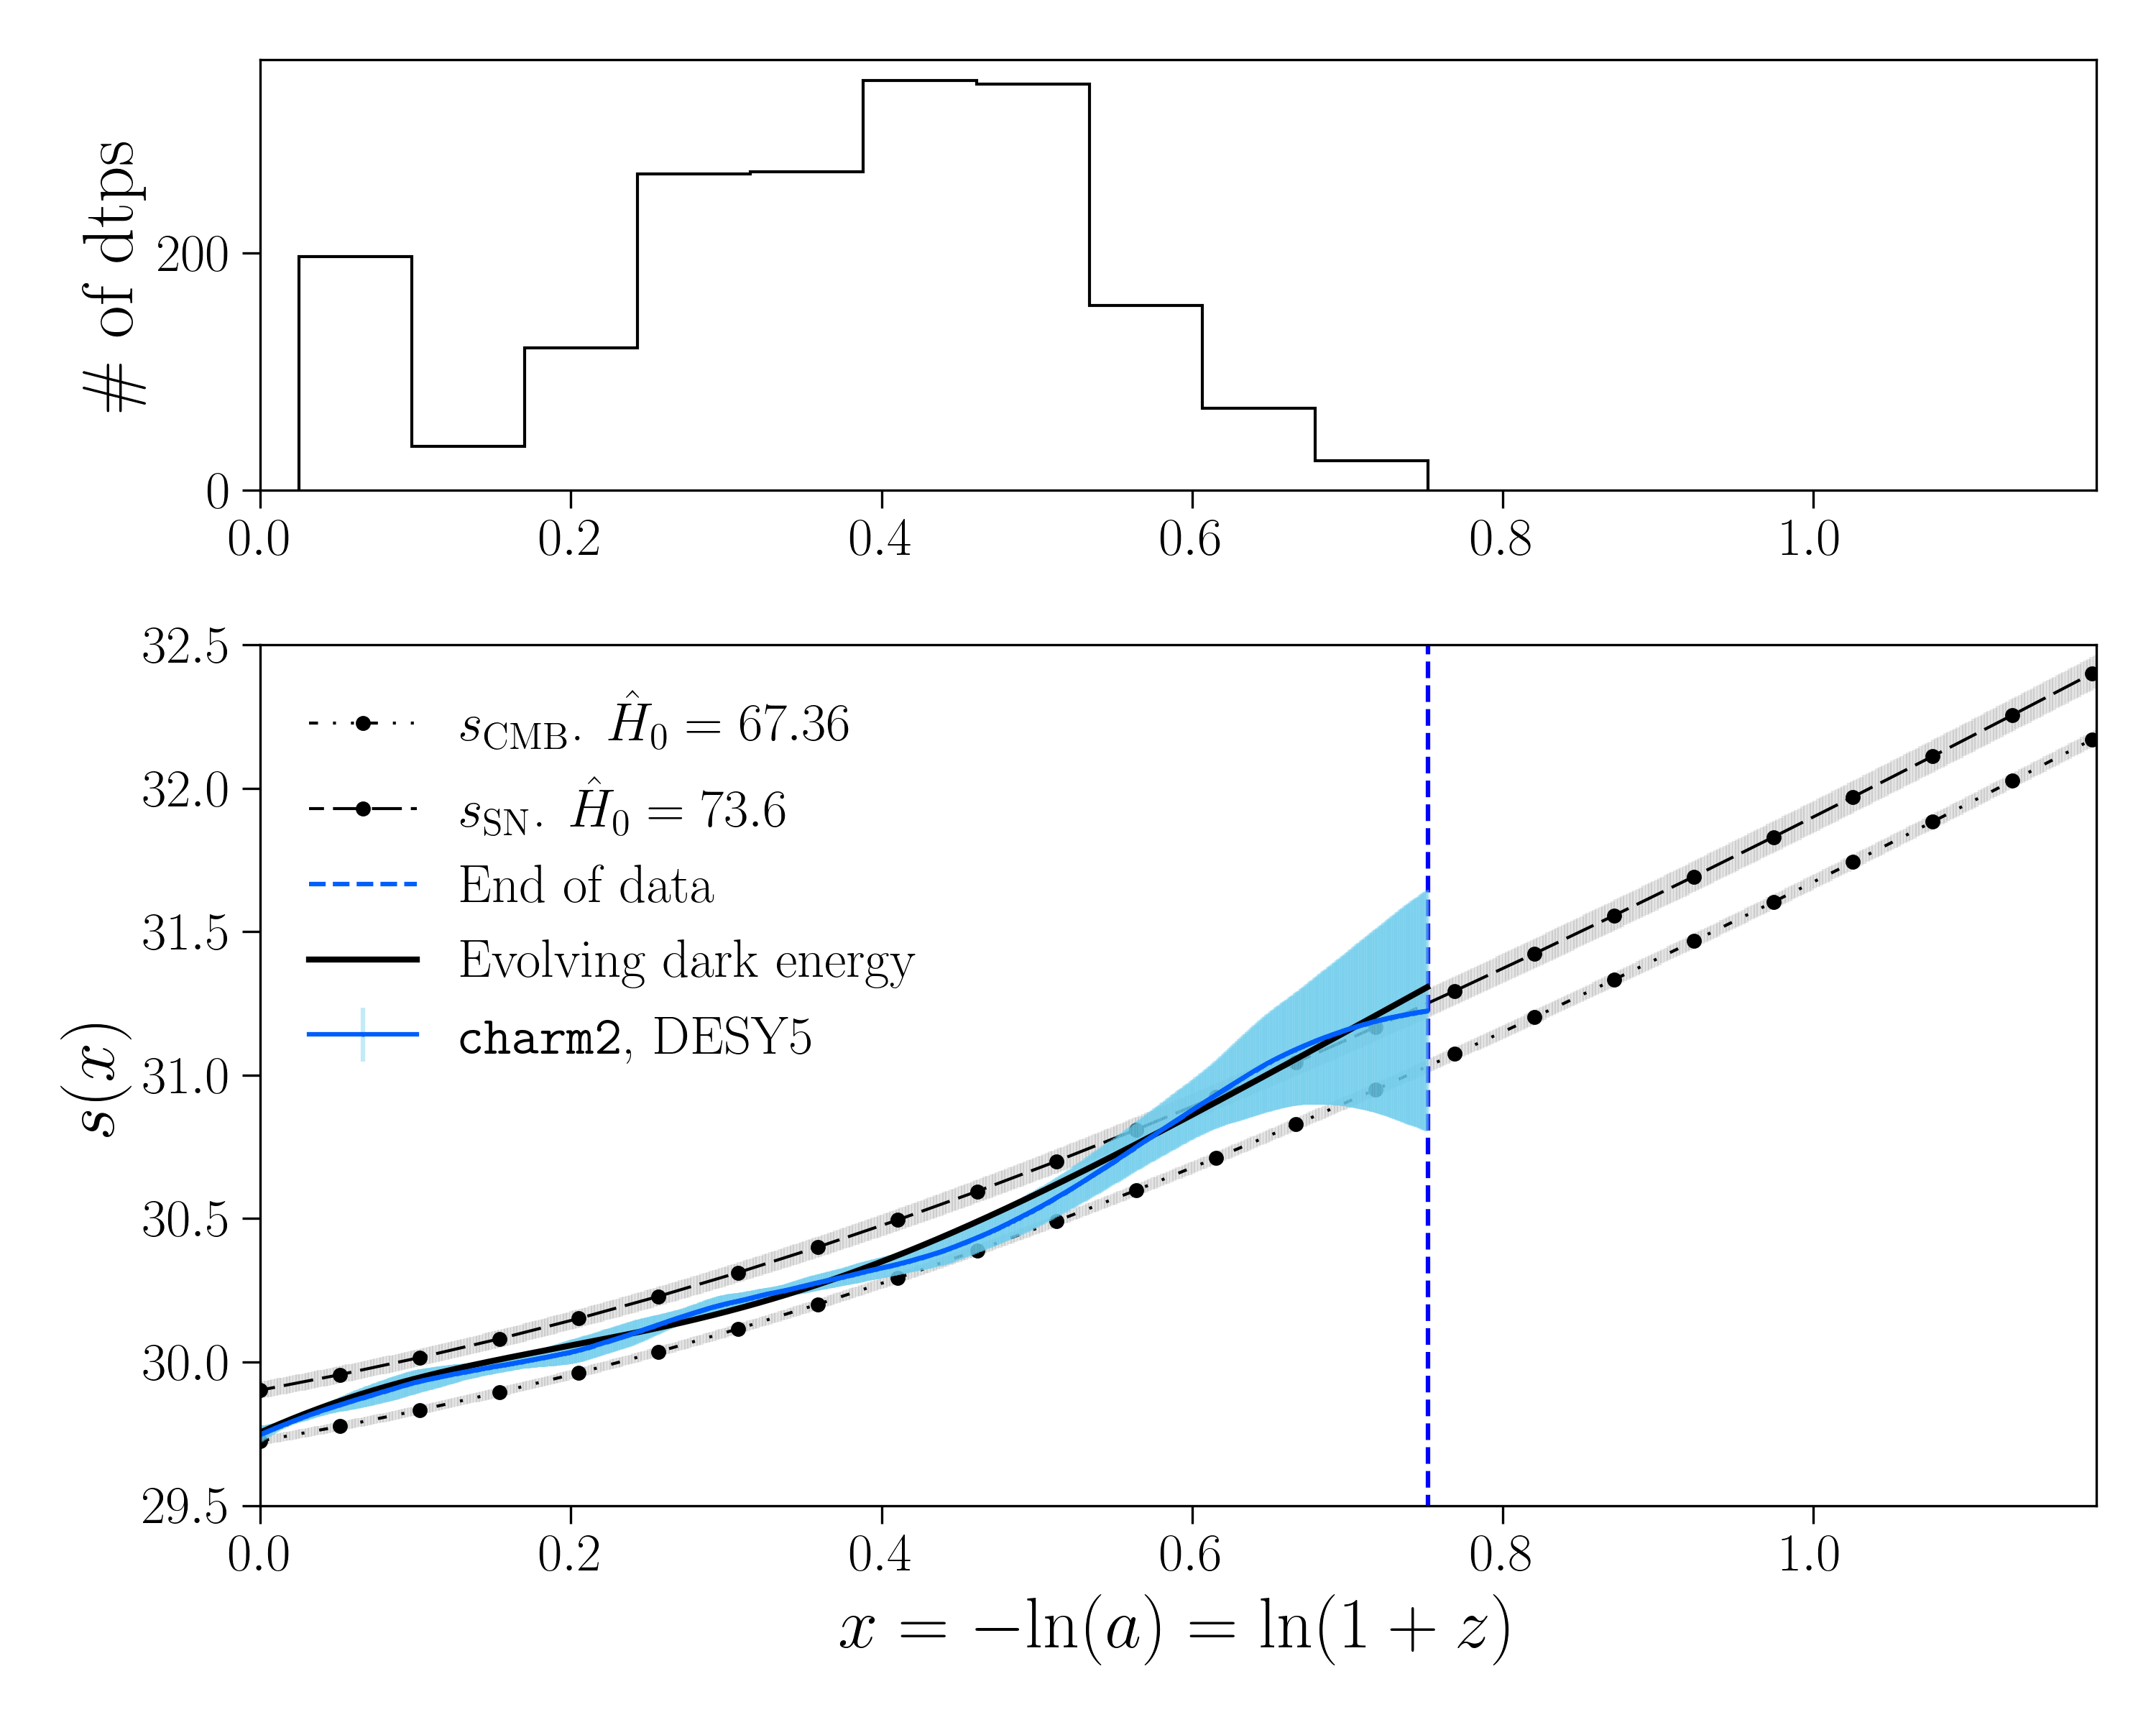 # of dtps
200
0
0.0 0.2 0.4 0.6 0.8 1.0
s(x)
32.5
32.0
31.5
31.0
30.5
30.0
29.5
s_CMB. Ĥ_0 = 67.36
s_SN. Ĥ_0 = 73.6
End of data
Evolving dark energy
charm2, DESY5
0.0 0.2 0.4 0.6 0.8 1.0
x = −ln(a) = ln(1 + z)